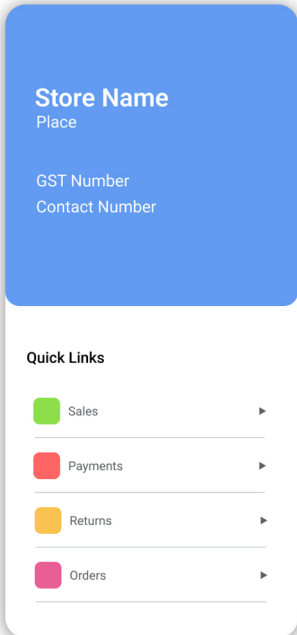 Store Name
Place
GST Number
Contact Number
Quick Links
Sales
Payments
Returns
Orders